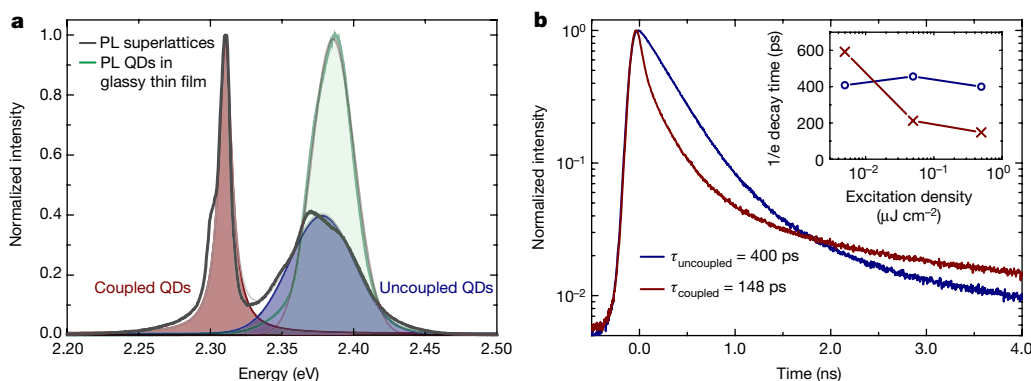 a
PL superlattices
PL QDs in
glassy thin film
Coupled QDs
Uncoupled QDs
Normalized intensity
1.0
0.8
0.6
0.4
0.2
0.0
2.20
2.25
2.30
2.35
2.40
2.45
2.50
Energy (eV)
b
Normalized intensity
10⁰
10⁻¹
10⁻²
τuncoupled = 400 ps
τcoupled = 148 ps
0.0
1.0
2.0
3.0
4.0
Time (ns)
1/e decay time (ps)
600
400
200
0
10⁻²
10⁻¹
10⁰
Excitation density
(μJ cm⁻²)